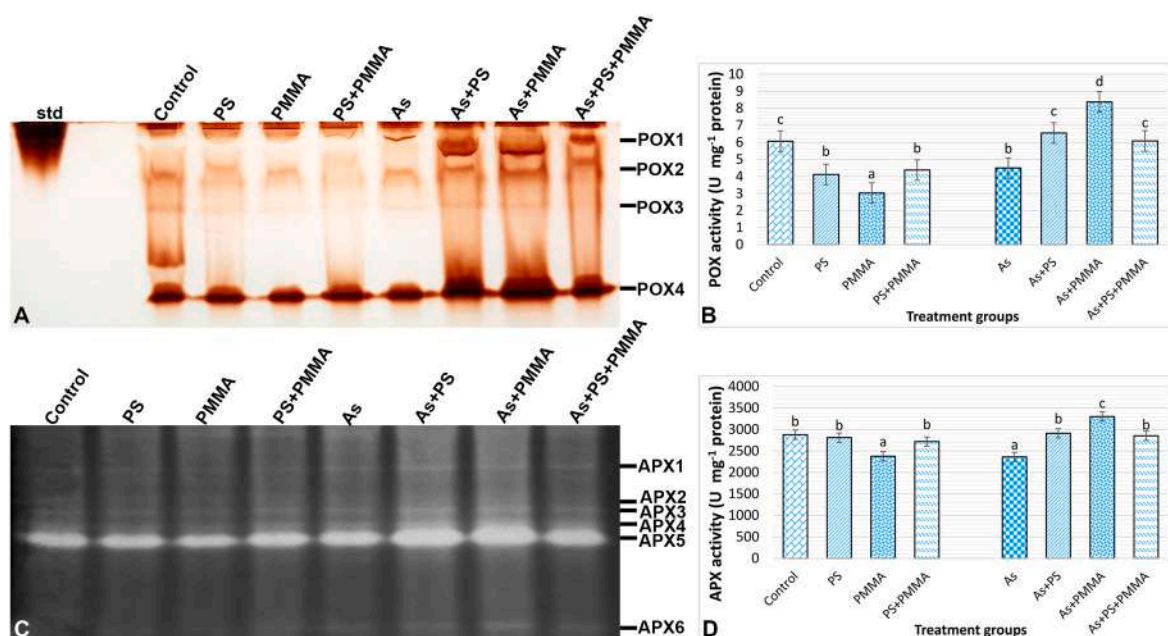 std
Control
PS
PMMA
PS+PMMA
As
As+PS
As+PMMA
As+PS+PMMA
POX1
POX2
POX3
POX4
A
POX activity (U mg-1 protein)
10
9
8
7
6
5
4
3
2
1
0
c
b
a
b
b
c
d
c
Control
PS
PMMA
PS+PMMA
As
As+PS
As+PMMA
As+PS+PMMA
B
Treatment groups
Control
PS
PMMA
PS+PMMA
As
As+PS
As+PMMA
As+PS+PMMA
APX1
APX2
APX3
APX4
APX5
APX6
C
APX activity (U mg-1 protein)
4000
3500
3000
2500
2000
1500
1000
500
0
b
b
a
b
a
b
c
b
Control
PS
PMMA
PS+PMMA
As
As+PS
As+PMMA
As+PS+PMMA
D
Treatment groups